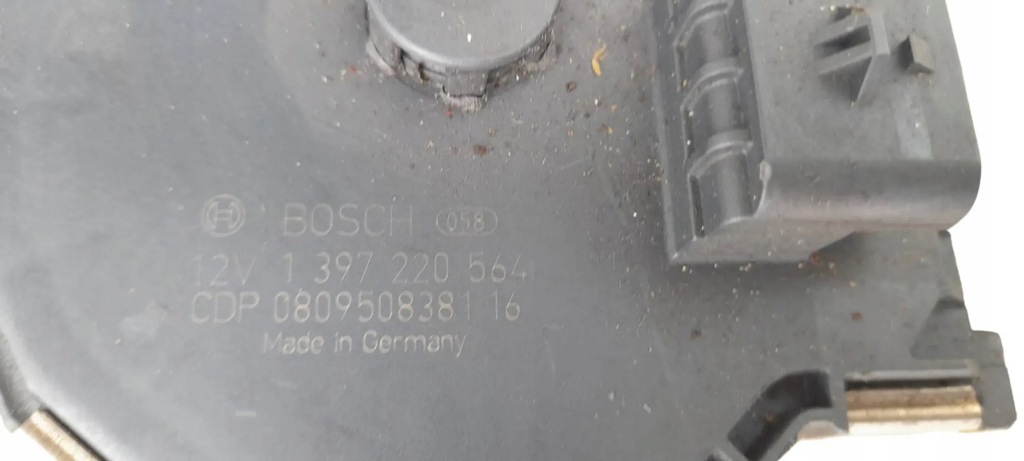 BOSCH 058
12V 1 397 220 564
CDP 0809508381 16
Made in Germany